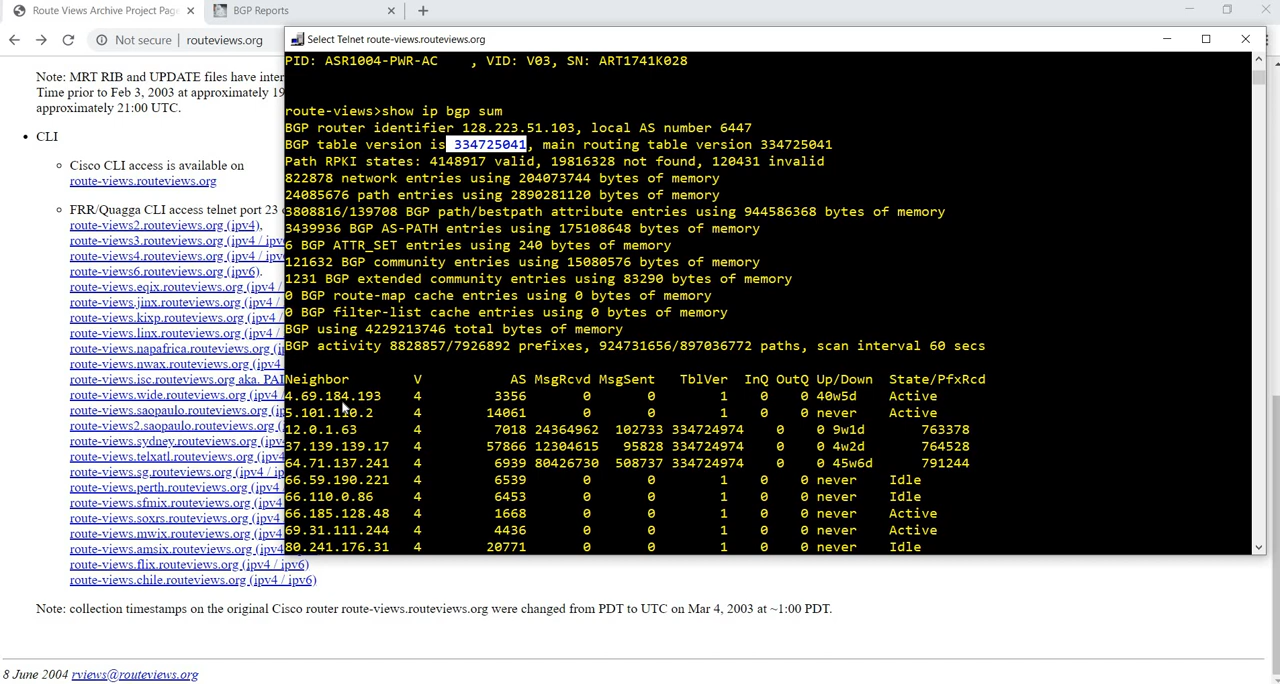 Route Views Archive Project Page
BGP Reports
Not secure | routeviews.org
Select Telnet route-views.routeviews.org
Note: MRT RIB and UPDATE files have inter
Time prior to Feb 3, 2003 at approximately 19
approximately 21:00 UTC.
CLI
Cisco CLI access is available on
route-views.routeviews.org
FRR/Quagga CLI access telnet port 23
route-views2.routeviews.org (ipv4),
route-views3.routeviews.org (ipv4 / ipv6
route-views4.routeviews.org (ipv4 / ipv6
route-views6.routeviews.org (ipv6),
route-views.eqix.routeviews.org (ipv4 /
route-views.jinx.routeviews.org (ipv4 /
route-views.kixp.routeviews.org (ipv4 /
route-views.linx.routeviews.org (ipv4 /
route-views.napafrica.routeviews.org (i
route-views.nwax.routeviews.org (ipv4
route-views.isc.routeviews.org aka. PAI
route-views.wide.routeviews.org (ipv4 /
route-views.saopaulo.routeviews.org (ip
route-views2.saopaulo.routeviews.org (i
route-views.sydney.routeviews.org (ipv4
route-views.telxatl.routeviews.org (ipv4
route-views.sg.routeviews.org (ipv4 / i
route-views.perth.routeviews.org (ipv4
route-views.sfmix.routeviews.org (ipv4
route-views.soxrs.routeviews.org (ipv4
route-views.mwix.routeviews.org (ipv4
route-views.amsix.routeviews.org (ipv4
route-views.flix.routeviews.org (ipv4 / ipv6)
route-views.chile.routeviews.org (ipv4 / ipv6)
Note: collection timestamps on the original Cisco router route-views.routeviews.org were changed from PDT to UTC on Mar 4, 2003 at ~1:00 PDT.
8 June 2004 rviews@routeviews.org
PID: ASR1004-PWR-AC , VID: V03, SN: ART1741K028
route-views>show ip bgp sum
BGP router identifier 128.223.51.103, local AS number 6447
BGP table version is 334725041, main routing table version 334725041
Path RPKI states: 4148917 valid, 19816328 not found, 120431 invalid
822878 network entries using 204073744 bytes of memory
24085676 path entries using 2890281120 bytes of memory
3808816/139708 BGP path/bestpath attribute entries using 944586368 bytes of memory
3439936 BGP AS-PATH entries using 175108648 bytes of memory
6 BGP ATTR_SET entries using 240 bytes of memory
121632 BGP community entries using 15080576 bytes of memory
1231 BGP extended community entries using 83290 bytes of memory
0 BGP route-map cache entries using 0 bytes of memory
0 BGP filter-list cache entries using 0 bytes of memory
BGP using 4229213746 total bytes of memory
BGP activity 8828857/7926892 prefixes, 924731656/897036772 paths, scan interval 60 secs
Neighbor V AS MsgRcvd MsgSent TblVer InQ OutQ Up/Down State/PfxRcd
4.69.184.193 4 3356 0 0 1 0 0 40w5d Active
5.101.110.2 4 14061 0 0 1 0 0 never Active
12.0.1.63 4 7018 24364962 102733 334724974 0 0 9w1d 763378
37.139.139.17 4 57866 12304615 95828 334724974 0 0 4w2d 764528
64.71.137.241 4 6939 80426730 508737 334724974 0 0 45w6d 791244
66.59.190.221 4 6539 0 0 1 0 0 never Idle
66.110.0.86 4 6453 0 0 1 0 0 never Idle
66.185.128.48 4 1668 0 0 1 0 0 never Active
69.31.111.244 4 4436 0 0 1 0 0 never Active
80.241.176.31 4 20771 0 0 1 0 0 never Idle